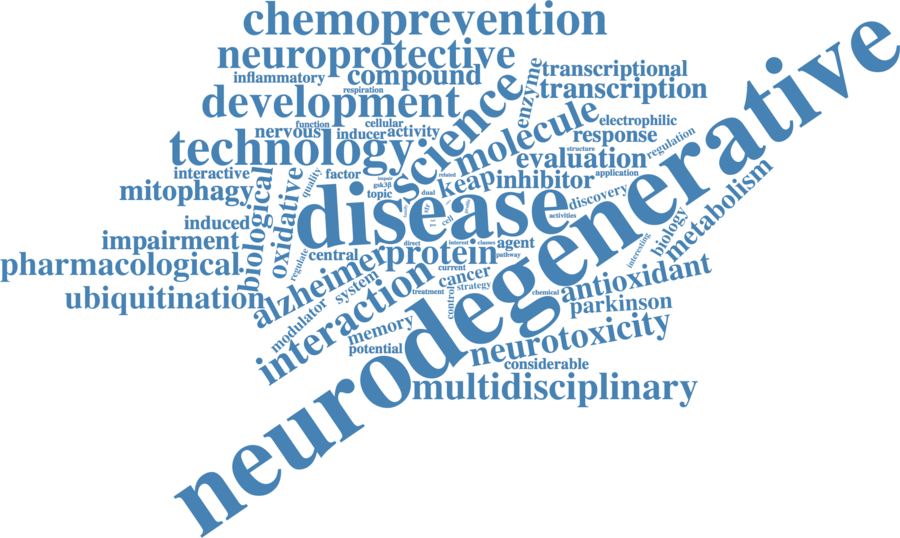 chemoprevention
neuroprotective
inflammatory
compound
respiration
development
function
cellular
nervous
inducer
activity
technology
science
enzyme
transcriptional
transcription
molecule
electrophilic
response
regulation
structure
evaluation
application
interactive
mitophagy
biological
oxidative
quality
factor
impair
gsk3β
topic
dual
related
keap
inhibitor
discovery
activities
disease
cell
neurodegenerative
metabolism
biology
interesting
induced
impairment
pharmacological
ubiquitination
regulate
central
direct
interest
classes
agent
pathway
protein
alzheimer
current
cancer
strategy
treatment
control
chemical
antioxidant
parkinson
system
modulator
interaction
memory
potential
neurotoxicity
considerable
multidisciplinary